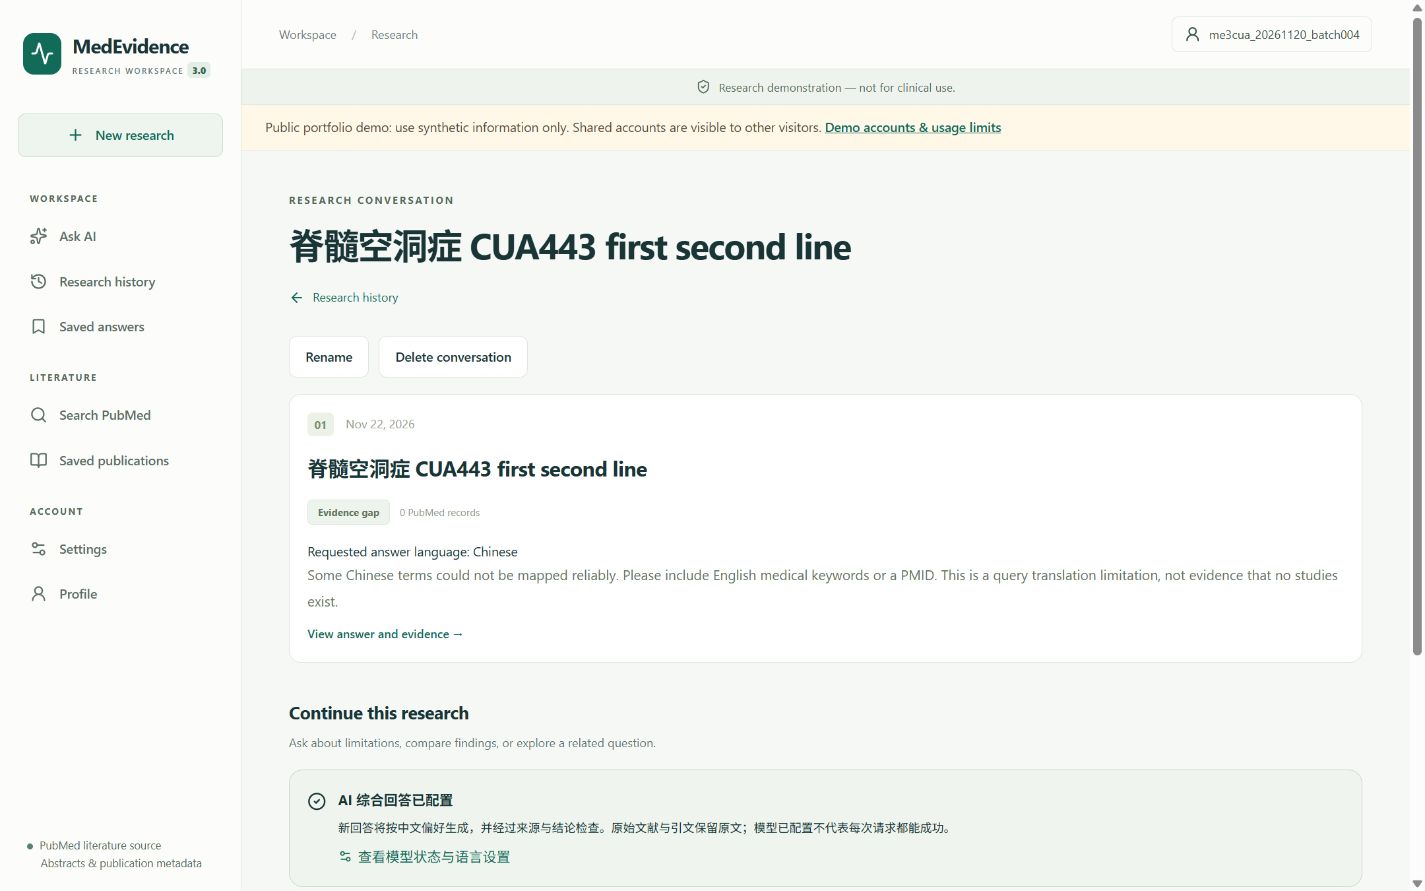 MedEvidence
RESEARCH WORKSPACE 3.0
New research
WORKSPACE
Ask AI
Research history
Saved answers
LITERATURE
Search PubMed
Saved publications
ACCOUNT
Settings
Profile
PubMed literature source
Abstracts & publication metadata
Workspace / Research
me3cua_20261120_batch004
Research demonstration — not for clinical use.
Public portfolio demo: use synthetic information only. Shared accounts are visible to other visitors. Demo accounts & usage limits
RESEARCH CONVERSATION
脊髓空洞症 CUA443 first second line
← Research history
Rename
Delete conversation
01 Nov 22, 2026
脊髓空洞症 CUA443 first second line
Evidence gap 0 PubMed records
Requested answer language: Chinese
Some Chinese terms could not be mapped reliably. Please include English medical keywords or a PMID. This is a query translation limitation, not evidence that no studies
exist.
View answer and evidence →
Continue this research
Ask about limitations, compare findings, or explore a related question.
AI 综合回答已配置
新回答将按中文偏好生成，并经过来源与结论检查。原始文献与引文保留原文；模型已配置不代表每次请求都能成功。
查看模型状态与语言设置